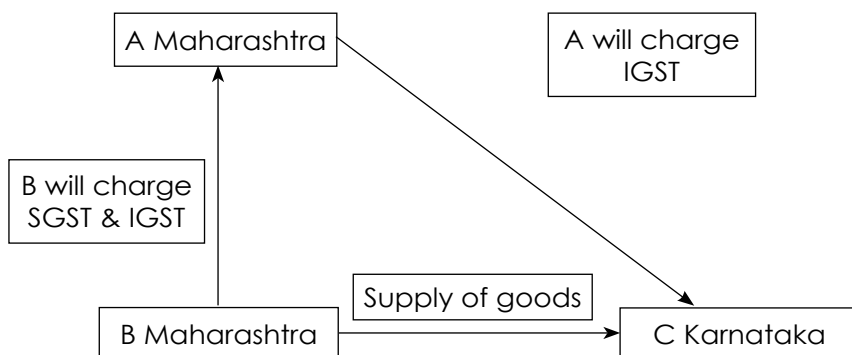 A Maharashtra
A will charge
IGST
B will charge
SGST & IGST
Supply of goods
B Maharashtra
C Karnataka